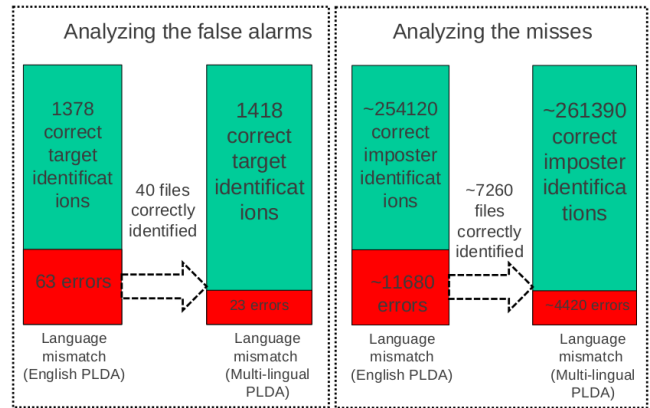 Analyzing the false alarms
1378
correct
target
identificat
ions
63 errors
40 files
correctly
identified
1418
correct
target
identificat
ions
23 errors
Language
mismatch
(English PLDA)
Language
mismatch
(Multi-lingual
PLDA)
Analyzing the misses
~254120
correct
imposter
identificat
ions
~11680
errors
~7260
files
correctly
identified
~261390
correct
imposter
identifica
tions
~4420 errors
Language
mismatch
(English PLDA)
Language
mismatch
(Multi-lingual
PLDA)